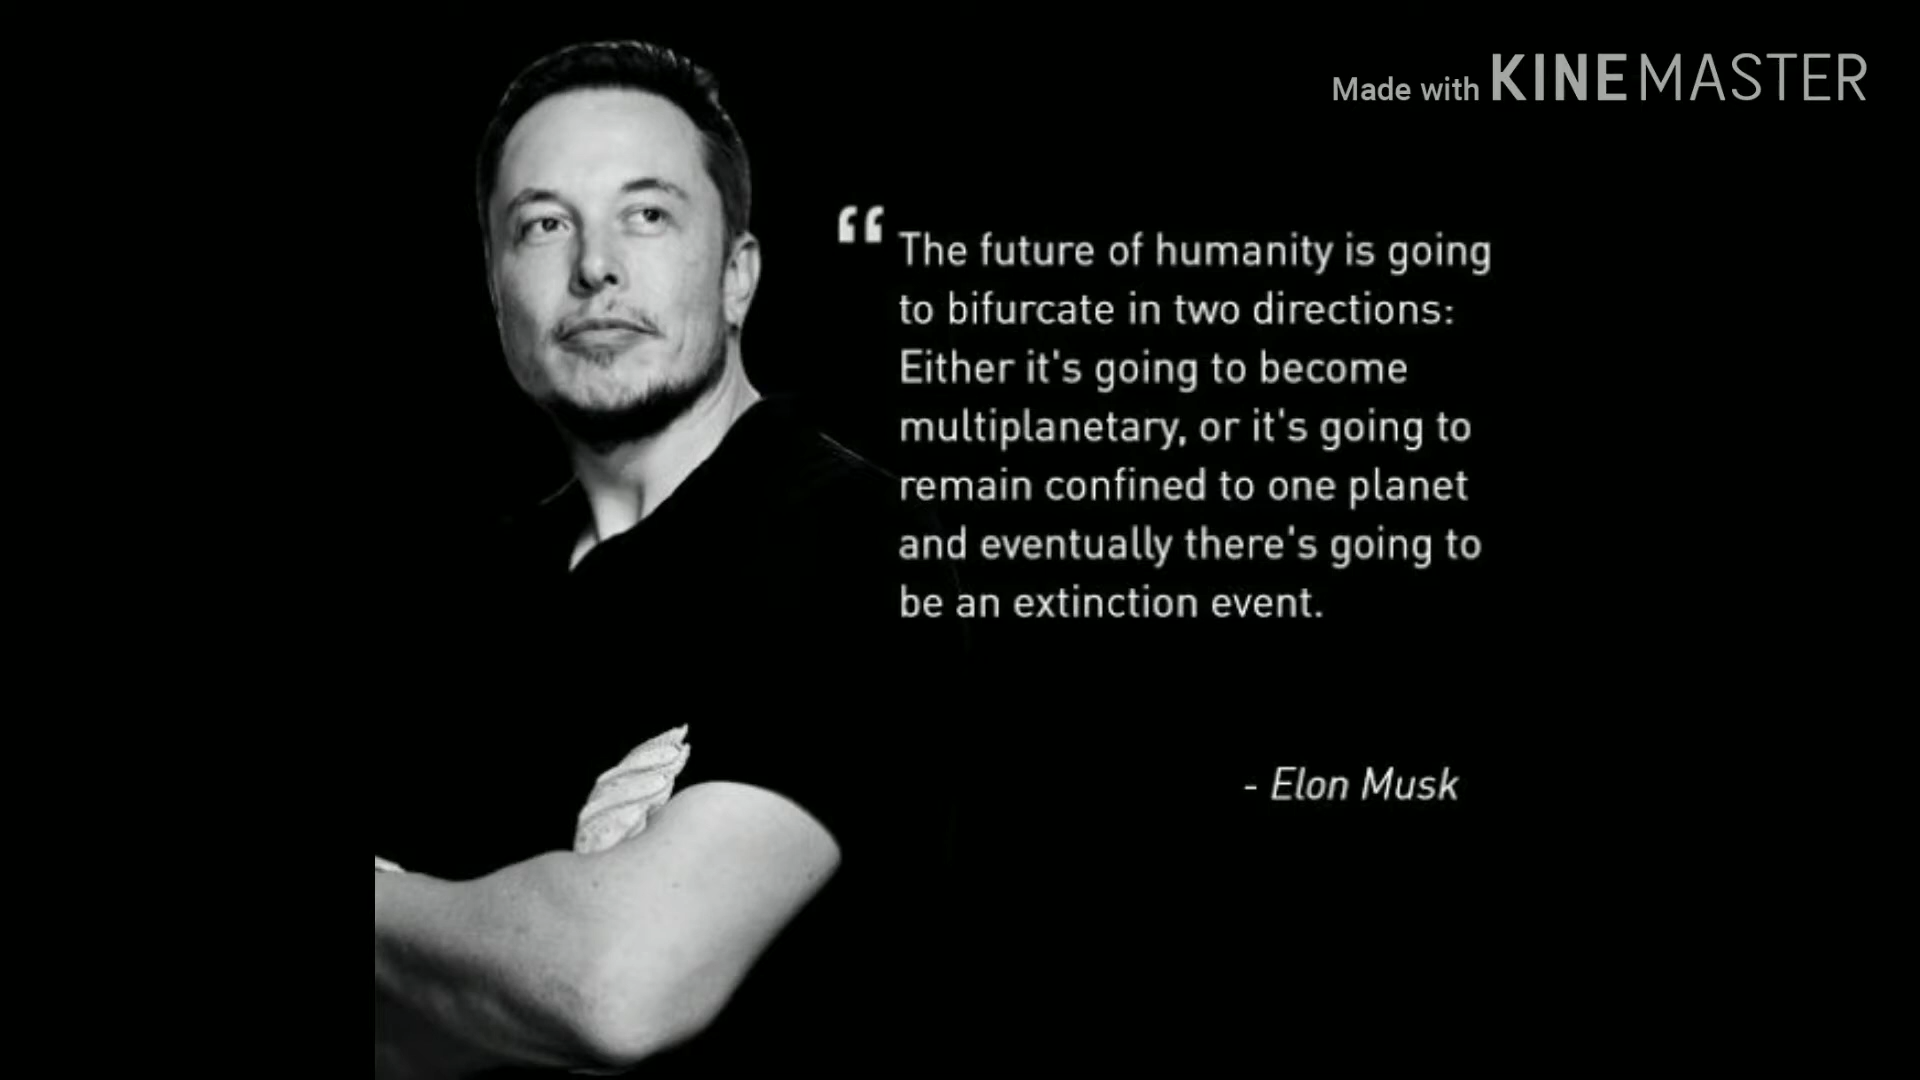 Made with KINEMASTER
“The future of humanity is going
to bifurcate in two directions:
Either it's going to become
multiplanetary, or it's going to
remain confined to one planet
and eventually there's going to
be an extinction event.
- Elon Musk